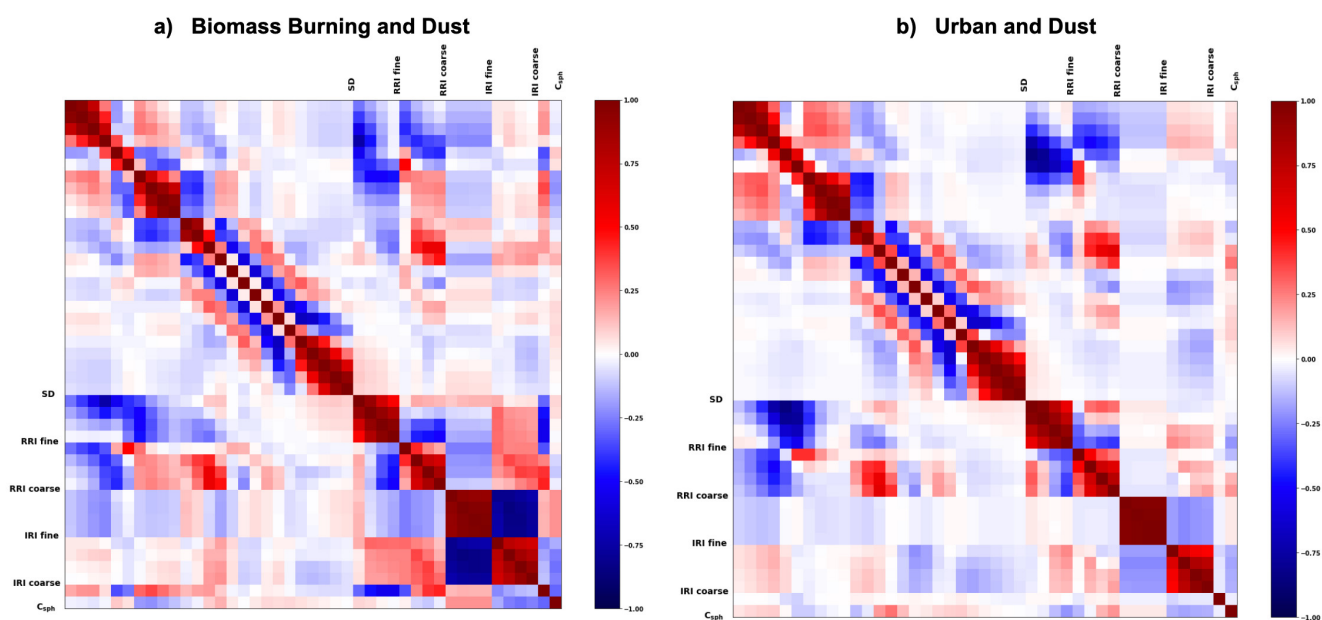 a) Biomass Burning and Dust
SD
RRI fine
RRI coarse
IRI fine
IRI coarse
Csph
SD
RRI fine
RRI coarse
IRI fine
IRI coarse
Csph
1.00
0.75
0.50
0.25
0.00
−0.25
−0.50
−0.75
−1.00
b) Urban and Dust
SD
RRI fine
RRI coarse
IRI fine
IRI coarse
Csph
SD
RRI fine
RRI coarse
IRI fine
IRI coarse
Csph
1.00
0.75
0.50
0.25
0.00
−0.25
−0.50
−0.75
−1.00